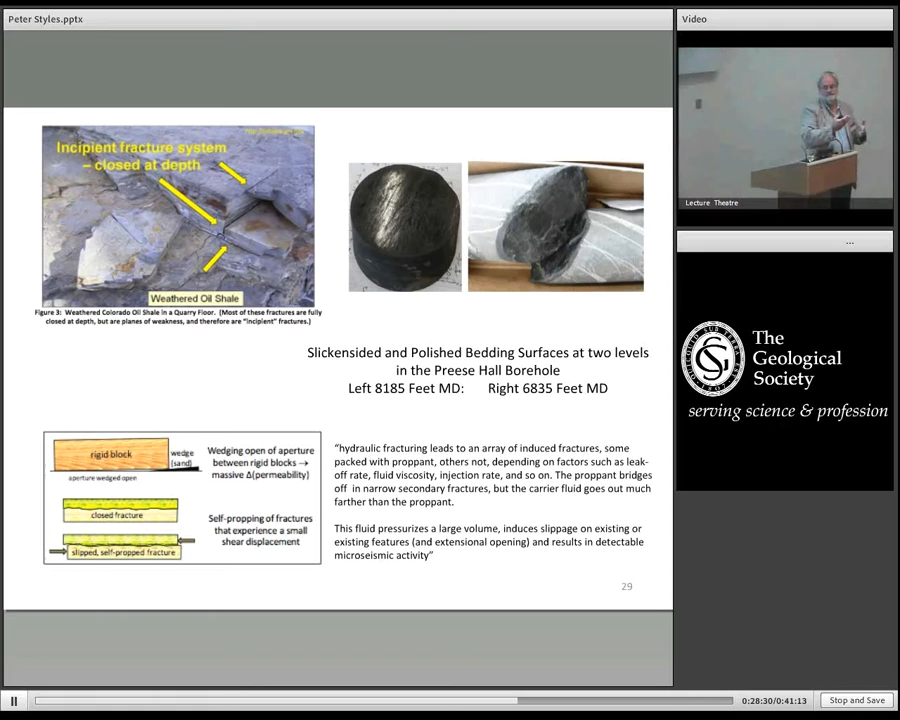 Peter Styles.pptx
Video
Incipient fracture system
– closed at depth
Weathered Oil Shale
Figure 3: Weathered Colorado Oil Shale in a Quarry Floor. (Most of these fractures are fully
closed at depth, but are planes of weakness, and therefore are "incipient" fractures.)
Slickensided and Polished Bedding Surfaces at two levels
in the Preese Hall Borehole
Left 8185 Feet MD: Right 6835 Feet MD
rigid block
wedge
(sand)
aperture wedged open
Wedging open of aperture
between rigid blocks →
massive Δ(permeability)
closed fracture
slipped, self-propped fracture
Self-propping of fractures
that experience a small
shear displacement
"hydraulic fracturing leads to an array of induced fractures, some
packed with proppant, others not, depending on factors such as leak-
off rate, fluid viscosity, injection rate, and so on. The proppant bridges
off in narrow secondary fractures, but the carrier fluid goes out much
farther than the proppant.
This fluid pressurizes a large volume, induces slippage on existing or
existing features (and extensional opening) and results in detectable
microseismic activity"
29
Lecture Theatre
...
The
Geological
Society
serving science & profession
0:28:30/0:41:13
Stop and Save